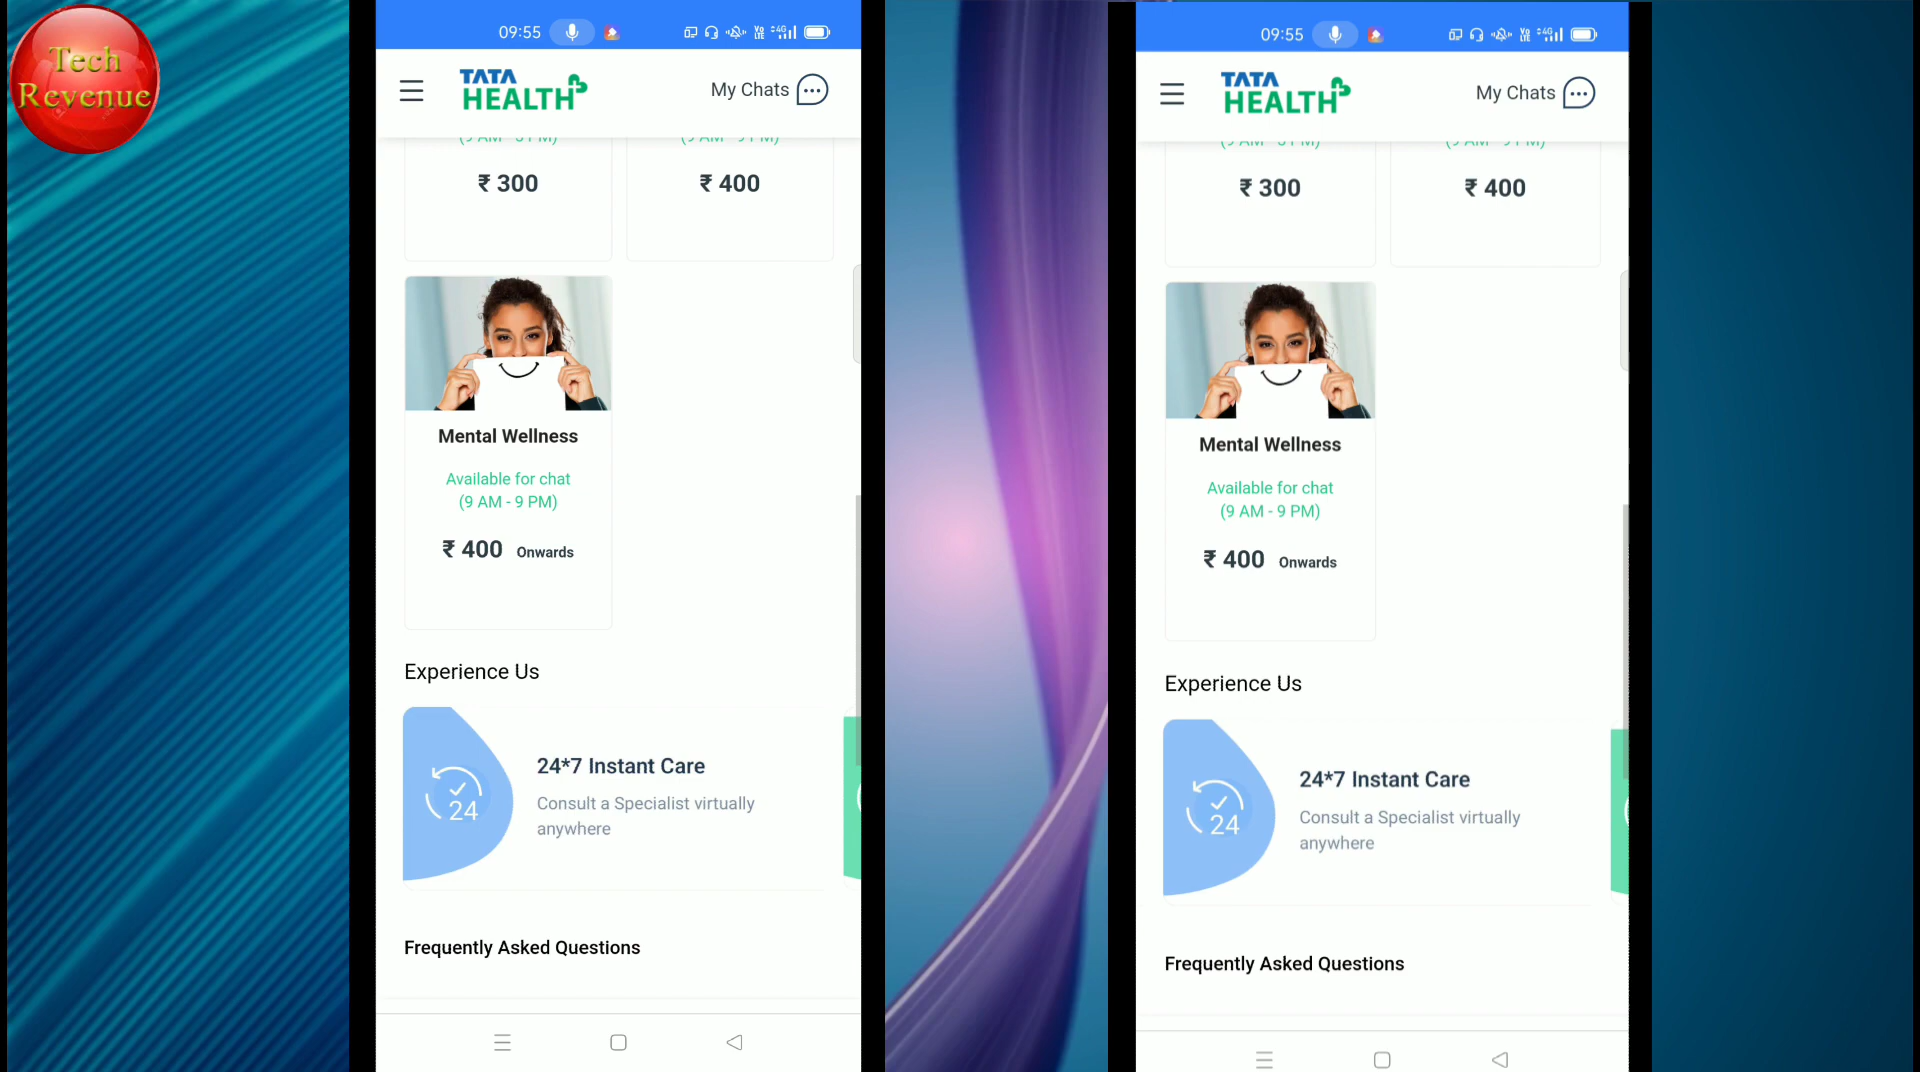 Tech
Revenue
09:55
TATA
HEALTH
My Chats
₹ 300
₹ 400
Mental Wellness
Available for chat
(9 AM - 9 PM)
₹ 400 Onwards
Experience Us
24
24*7 Instant Care
Consult a Specialist virtually
anywhere
Frequently Asked Questions
09:55
TATA
HEALTH
My Chats
₹ 300
₹ 400
Mental Wellness
Available for chat
(9 AM - 9 PM)
₹ 400 Onwards
Experience Us
24
24*7 Instant Care
Consult a Specialist virtually
anywhere
Frequently Asked Questions